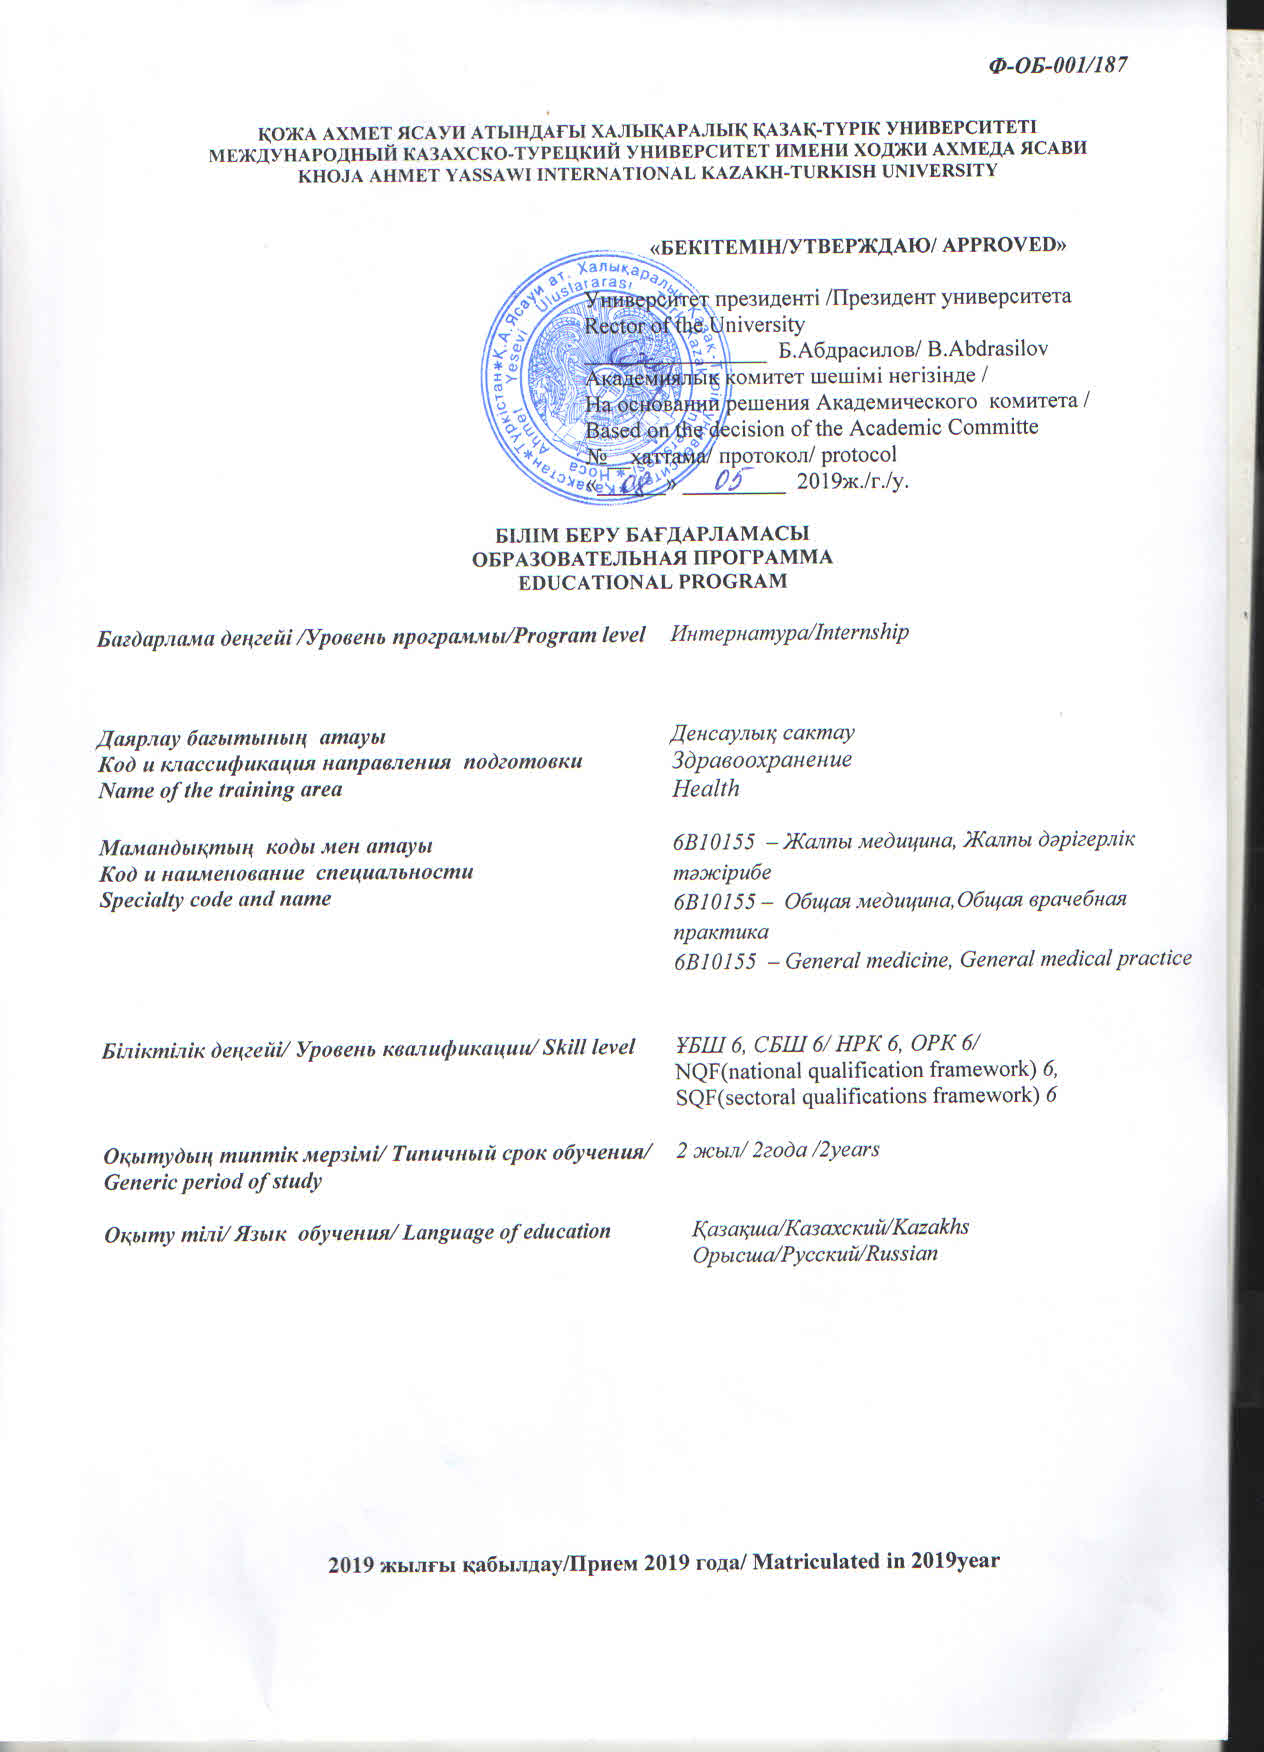 Ф-ОБ-001/187
ҚОЖА АХМЕТ ЯСАУИ АТЫНДАҒЫ ХАЛЫҚАРАЛЫҚ ҚАЗАҚ-ТҮРІК УНИВЕРСИТЕТІ
МЕЖДУНАРОДНЫЙ КАЗАХСКО-ТУРЕЦКИЙ УНИВЕРСИТЕТ ИМЕНИ ХОДЖИ АХМЕДА ЯСАВИ
KHOJA AHMET YASSAWI INTERNATIONAL KAZAKH-TURKISH UNIVERSITY
«БЕКІТЕМІН/УТВЕРЖДАЮ/ APPROVED»
Университет президенті /Президент университета
Rector of the University
Б.Абдрасилов/ B.Abdrasilov
Академиялық комитет шешімі негізінде /
На основании решения Академического комитета /
Based on the decision of the Academic Committe
№__хаттама/ протокол/ protocol
«08» 05 2019ж./г./y.
БІЛІМ БЕРУ БАҒДАРЛАМАСЫ
ОБРАЗОВАТЕЛЬНАЯ ПРОГРАММА
EDUCATIONAL PROGRAM
Бағдарлама деңгейі /Уровень программы/Program level Интернатура/Internship
Даярлау бағытының атауы Денсаулық сактау
Код и классификация направления подготовки Здравоохранение
Name of the training area Health
Мамандықтың коды мен атауы 6В10155 – Жалпы медицина, Жалпы дәрігерлік
Код и наименование специальности тәжірибе
Specialty code and name 6В10155 – Общая медицина,Общая врачебная
практика
6В10155 – General medicine, General medical practice
Біліктілік деңгейі/ Уровень квалификации/ Skill level ҰБШ 6, СБШ 6/ НРК 6, ОРК 6/
NQF(national qualification framework) 6,
SQF(sectoral qualifications framework) 6
Оқытудың типтік мерзімі/ Типичный срок обучения/ 2 жыл/ 2года /2years
Generic period of study
Оқыту тілі/ Язык обучения/ Language of education Қазақша/Казахский/Kazakhs
Орысша/Русский/Russian
2019 жылғы қабылдау/Прием 2019 года/ Matriculated in 2019year